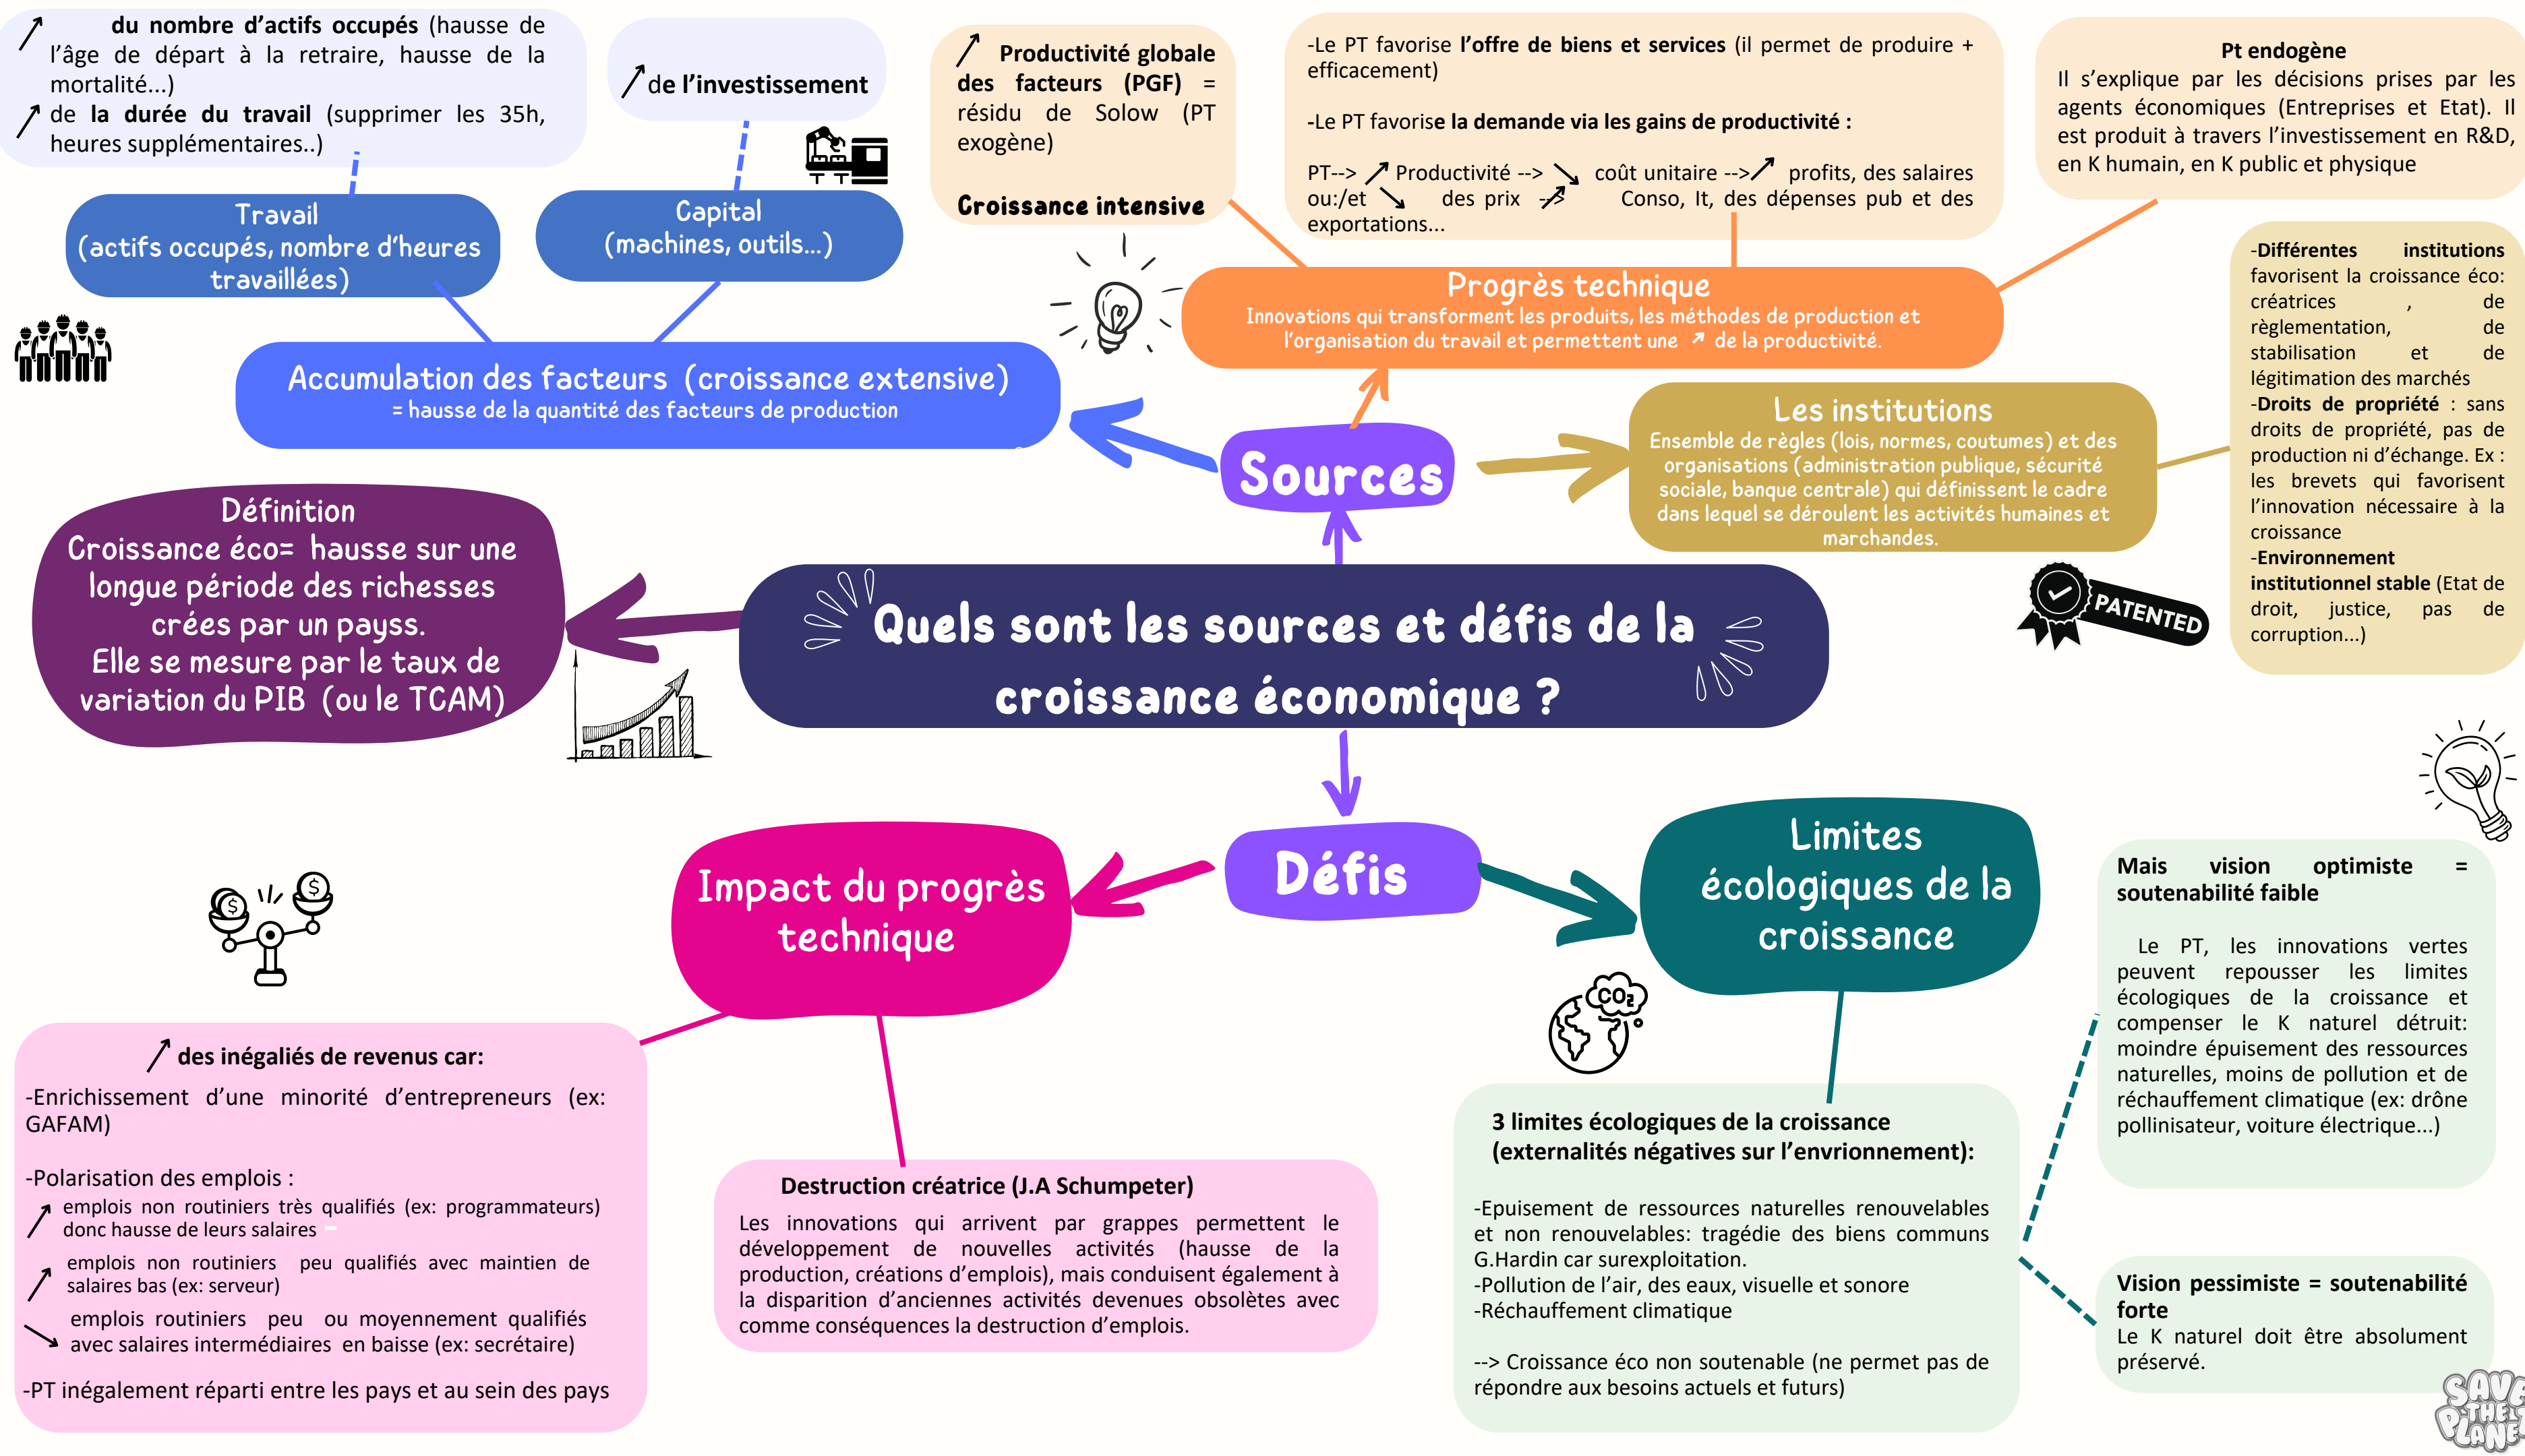 ↗ du nombre d'actifs occupés (hausse de
l'âge de départ à la retraire, hausse de la
mortalité...)
↗ de la durée du travail (supprimer les 35h,
heures supplémentaires..)
↗ de l'investissement
Travail
(actifs occupés, nombre d'heures
travaillées)
Capital
(machines, outils...)
Accumulation des facteurs (croissance extensive)
= hausse de la quantité des facteurs de production
↗ Productivité globale
des facteurs (PGF) =
résidu de Solow (PT
exogène)
Croissance intensive
-Le PT favorise l'offre de biens et services (il permet de produire +
efficacement)
-Le PT favorise la demande via les gains de productivité :
PT--> ↗ Productivité --> ↘ coût unitaire --> ↗ profits, des salaires
ou:/et ↘ des prix --> ↗ Conso, It, des dépenses pub et des
exportations...
Pt endogène
Il s'explique par les décisions prises par les
agents économiques (Entreprises et Etat). Il
est produit à travers l'investissement en R&D,
en K humain, en K public et physique
Progrès technique
Innovations qui transforment les produits, les méthodes de production et
l'organisation du travail et permettent une ↗ de la productivité.
Sources
Les institutions
Ensemble de règles (lois, normes, coutumes) et des
organisations (administration publique, sécurité
sociale, banque centrale) qui définissent le cadre
dans lequel se déroulent les activités humaines et
marchandes.
-Différentes institutions
favorisent la croissance éco:
créatrices , de
règlementation, de
stabilisation et de
légitimation des marchés
-Droits de propriété : sans
droits de propriété, pas de
production ni d'échange. Ex :
les brevets qui favorisent
l'innovation nécessaire à la
croissance
-Environnement
institutionnel stable (Etat de
droit, justice, pas de
corruption...)
PATENTED
Définition
Croissance éco= hausse sur une
longue période des richesses
crées par un payss.
Elle se mesure par le taux de
variation du PIB (ou le TCAM)
Quels sont les sources et défis de la
croissance économique ?
Défis
Impact du progrès
technique
Limites
écologiques de la
croissance
$
$
↗ des inégaliés de revenus car:
-Enrichissement d'une minorité d'entrepreneurs (ex:
GAFAM)
-Polarisation des emplois :
↗ emplois non routiniers très qualifiés (ex: programmateurs)
donc hausse de leurs salaires
↗ emplois non routiniers peu qualifiés avec maintien de
salaires bas (ex: serveur)
↘ emplois routiniers peu ou moyennement qualifiés
avec salaires intermédiaires en baisse (ex: secrétaire)
-PT inégalement réparti entre les pays et au sein des pays
Destruction créatrice (J.A Schumpeter)
Les innovations qui arrivent par grappes permettent le
développement de nouvelles activités (hausse de la
production, créations d'emplois), mais conduisent également à
la disparition d'anciennes activités devenues obsolètes avec
comme conséquences la destruction d'emplois.
CO2
3 limites écologiques de la croissance
(externalités négatives sur l'envrionnement):
-Epuisement de ressources naturelles renouvelables
et non renouvelables: tragédie des biens communs
G.Hardin car surexploitation.
-Pollution de l'air, des eaux, visuelle et sonore
-Réchauffement climatique
--> Croissance éco non soutenable (ne permet pas de
répondre aux besoins actuels et futurs)
Mais vision optimiste =
soutenabilité faible
Le PT, les innovations vertes
peuvent repousser les limites
écologiques de la croissance et
compenser le K naturel détruit:
moindre épuisement des ressources
naturelles, moins de pollution et de
réchauffement climatique (ex: drône
pollinisateur, voiture électrique...)
Vision pessimiste = soutenabilité
forte
Le K naturel doit être absolument
préservé.
SAVE
THE
PLANE